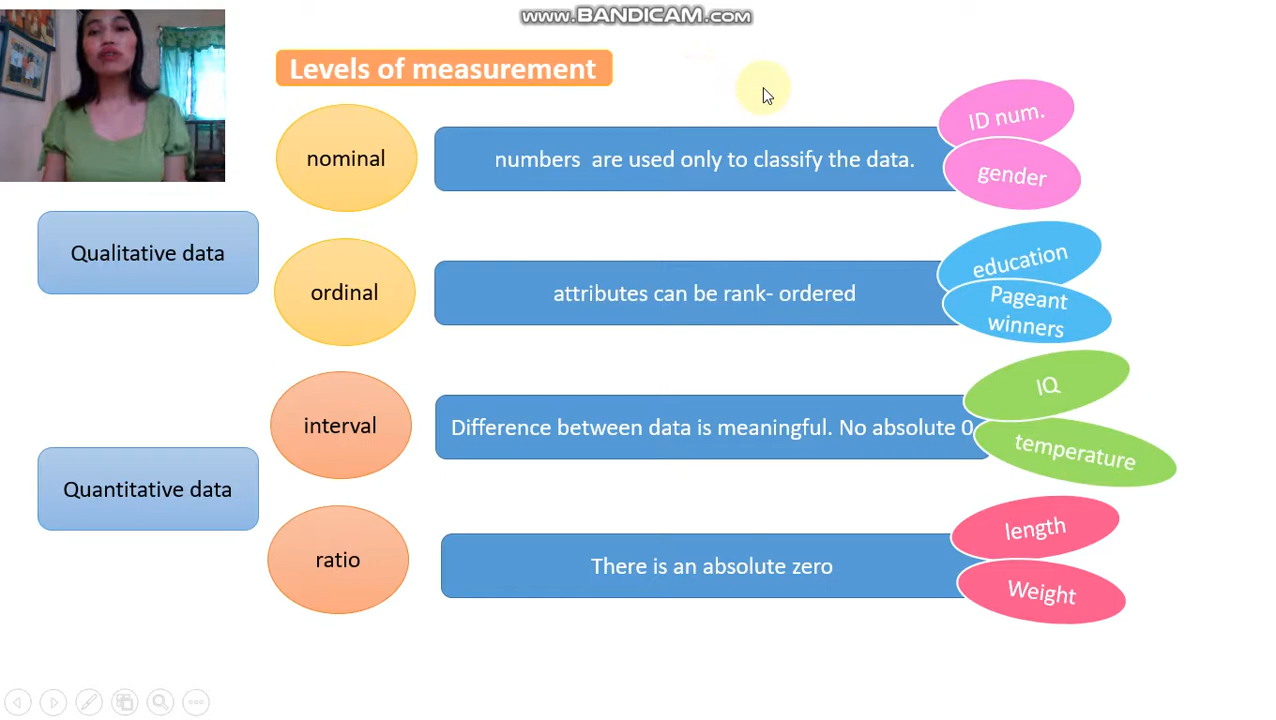 www.BANDICAM.com
Levels of measurement
nominal
numbers are used only to classify the data.
ID num.
gender
Qualitative data
ordinal
attributes can be rank- ordered
education
Pageant
winners
interval
Difference between data is meaningful. No absolute 0
IQ
temperature
Quantitative data
ratio
There is an absolute zero
length
Weight